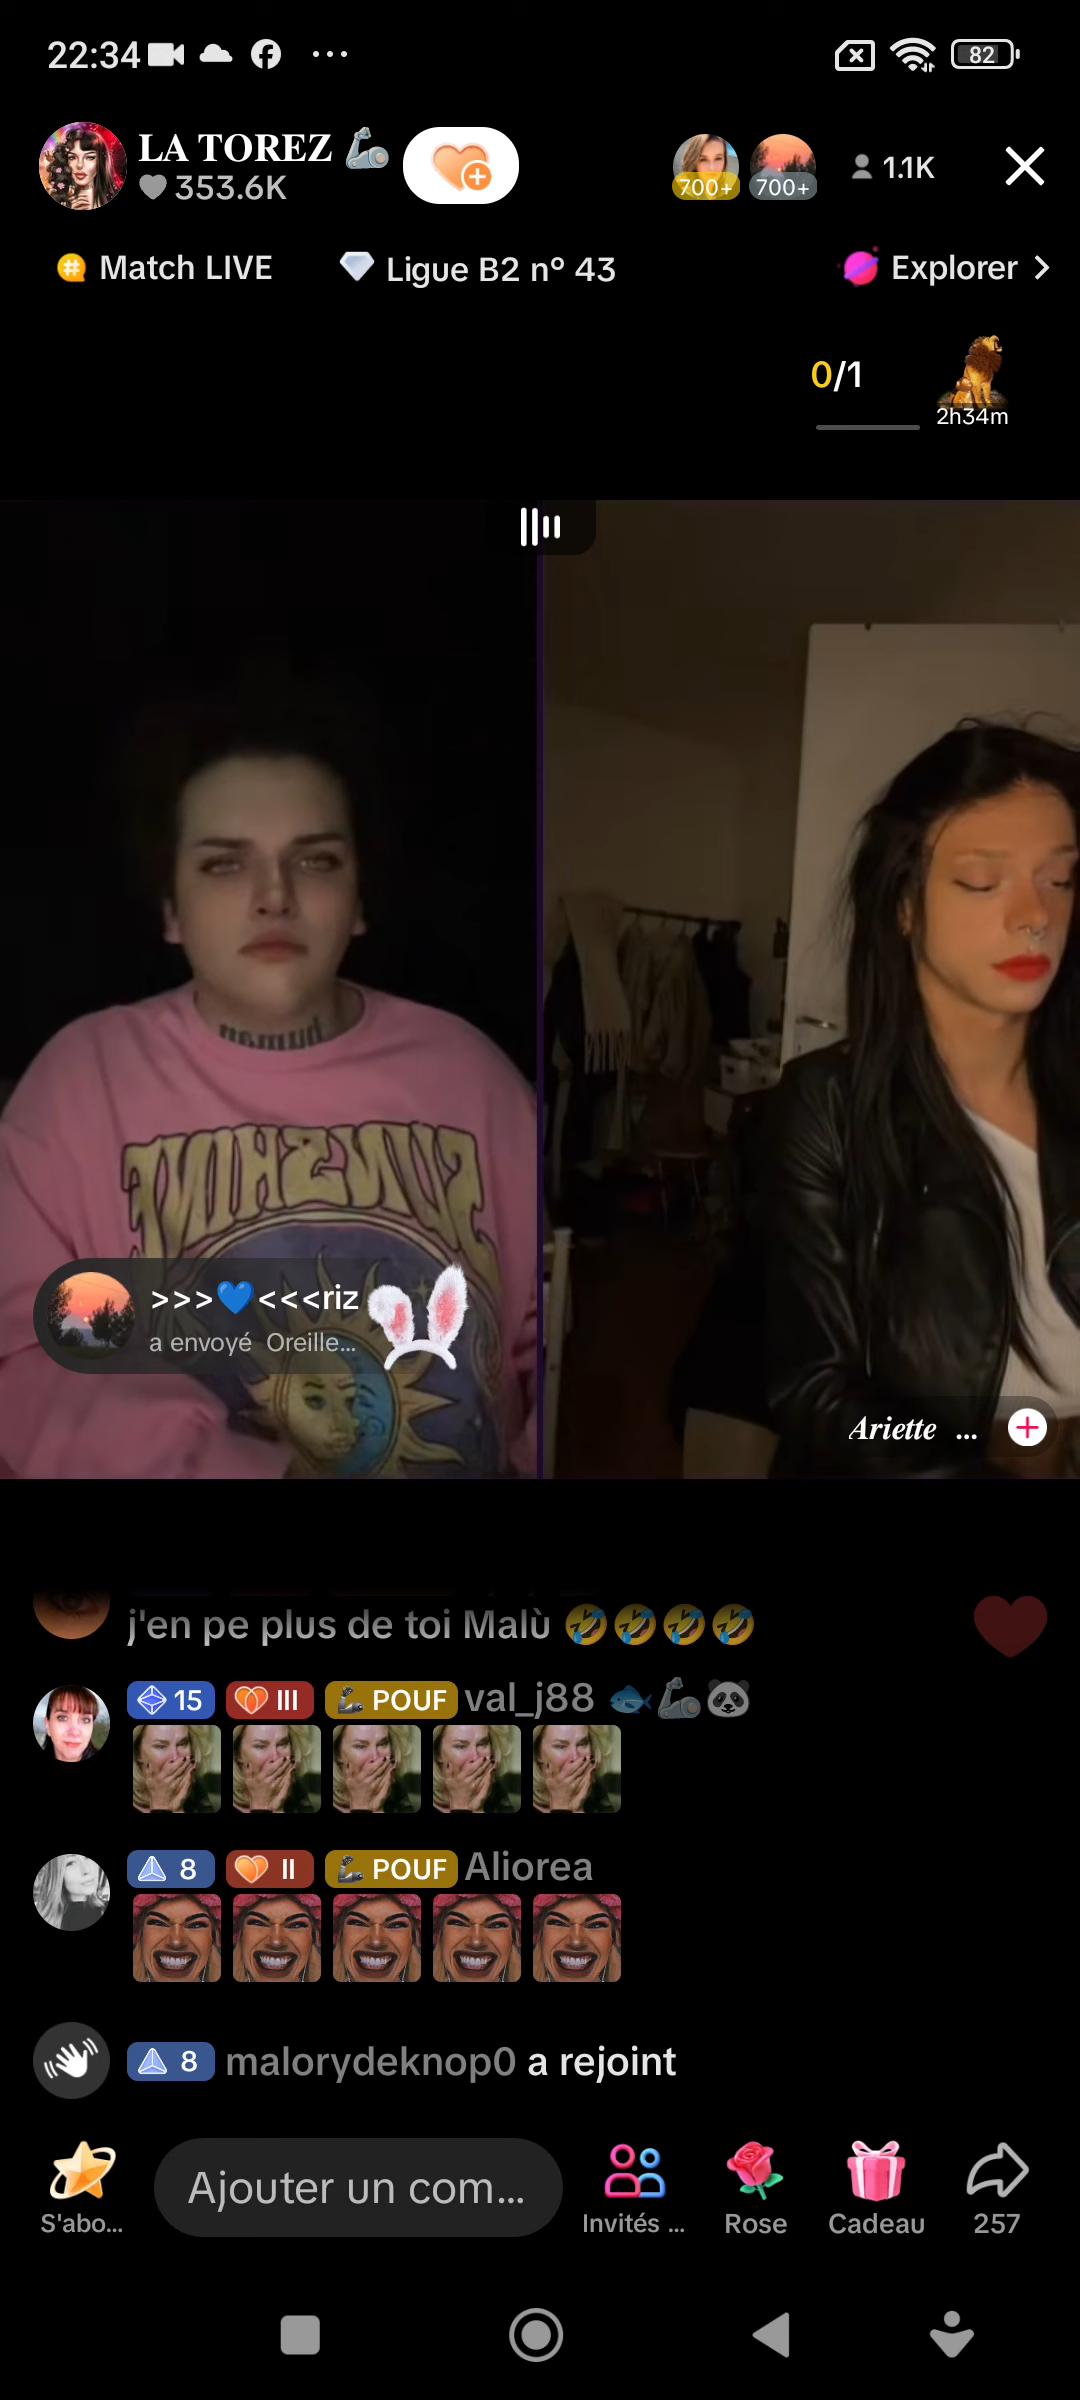 22:34
82
LA TOREZ 🦾
353.6K
700+
700+
1.1K
Match LIVE
Ligue B2 nº 43
Explorer
0/1
2h34m
SUNSHINE
>>>💙<<<riz
a envoyé Oreille...
Ariette ...
j'en pe plus de toi Malù 🤣🤣🤣🤣
15 III POUF val_j88 🐟🦾🐼
8 II POUF Aliorea
8 malorydeknop0 a rejoint
Ajouter un com...
S'abo...
Invités ...
Rose
Cadeau
257